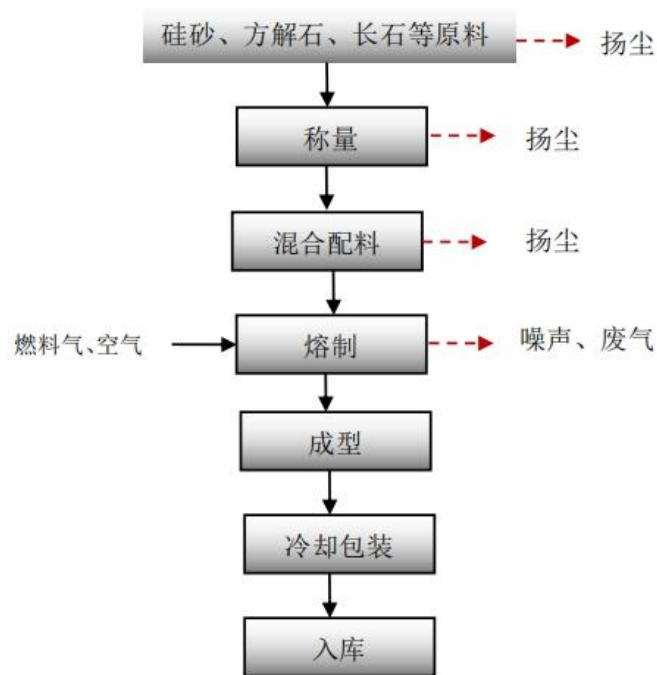 硅砂、方解石、长石等原料
扬尘
称量
扬尘
混合配料
扬尘
燃料气、空气
熔制
噪声、废气
成型
冷却包装
入库